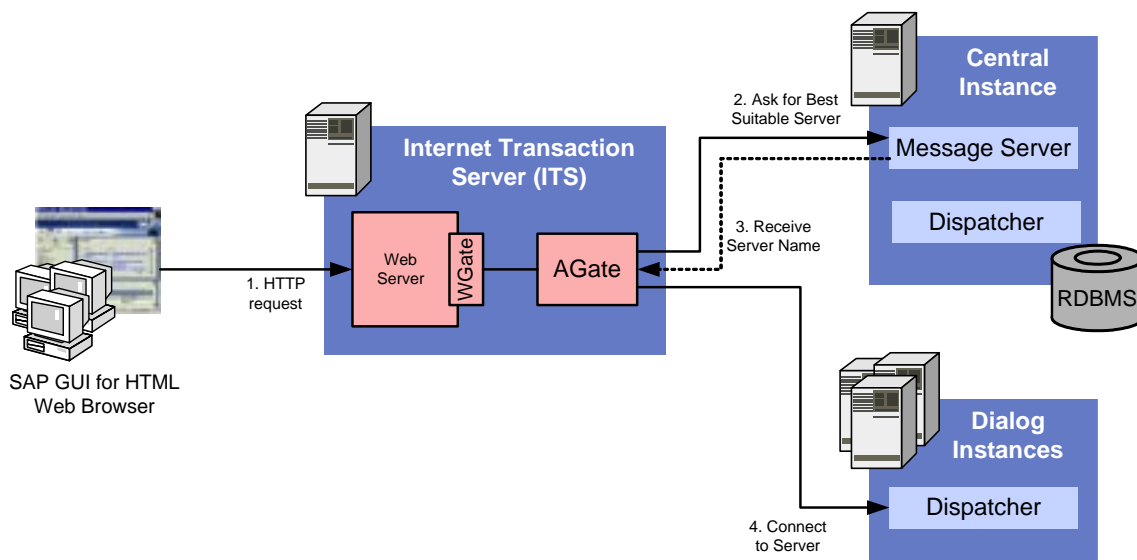 Central
Instance
2. Ask for Best
Suitable Server
Internet Transaction
Server (ITS)
Message Server
Dispatcher
3. Receive
Server Name
Web
Server
WGate
AGate
1. HTTP
request
RDBMS
SAP GUI for HTML
Web Browser
Dialog
Instances
Dispatcher
4. Connect
to Server